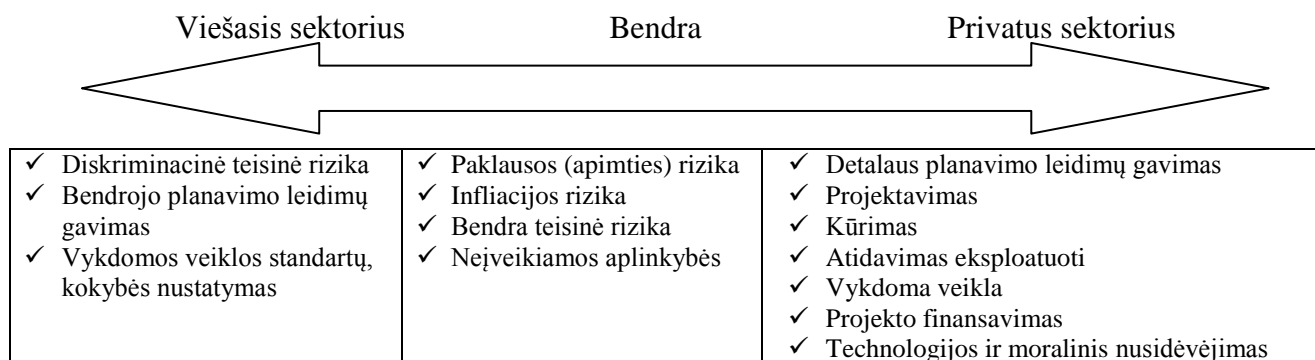 Viešasis sektorius Bendra Privatus sektorius
✓ Diskriminacinė teisinė rizika
✓ Bendrojo planavimo leidimų
gavimas
✓ Vykdomos veiklos standartų,
kokybės nustatymas
✓ Paklausos (apimties) rizika
✓ Infliacijos rizika
✓ Bendra teisinė rizika
✓ Neįveikiamos aplinkybės
✓ Detalaus planavimo leidimų gavimas
✓ Projektavimas
✓ Kūrimas
✓ Atidavimas eksploatuoti
✓ Vykdoma veikla
✓ Projekto finansavimas
✓ Technologijos ir moralinis nusidėvėjimas